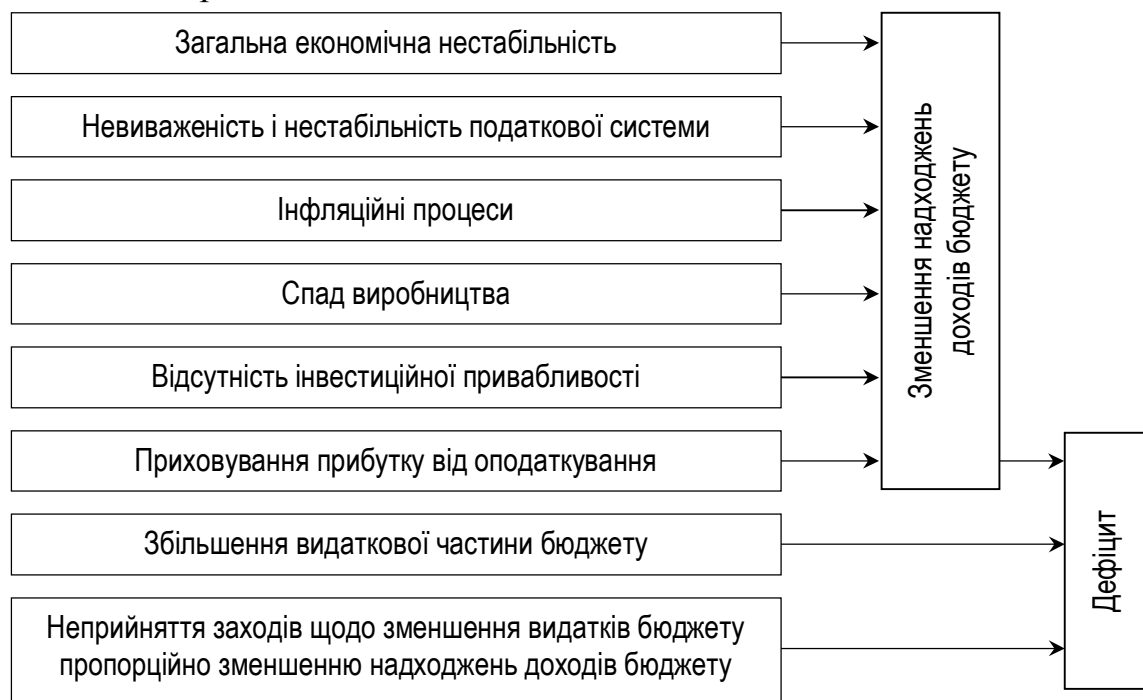 Загальна економічна нестабільність
Невиваженість і нестабільність податкової системи
Інфляційні процеси
Спад виробництва
Відсутність інвестиційної привабливості
Приховування прибутку від оподаткування
Зменшення надходжень
доходів бюджету
Збільшення видаткової частини бюджету
Неприйняття заходів щодо зменшення видатків бюджету
пропорційно зменшенню надходжень доходів бюджету
Дефіцит